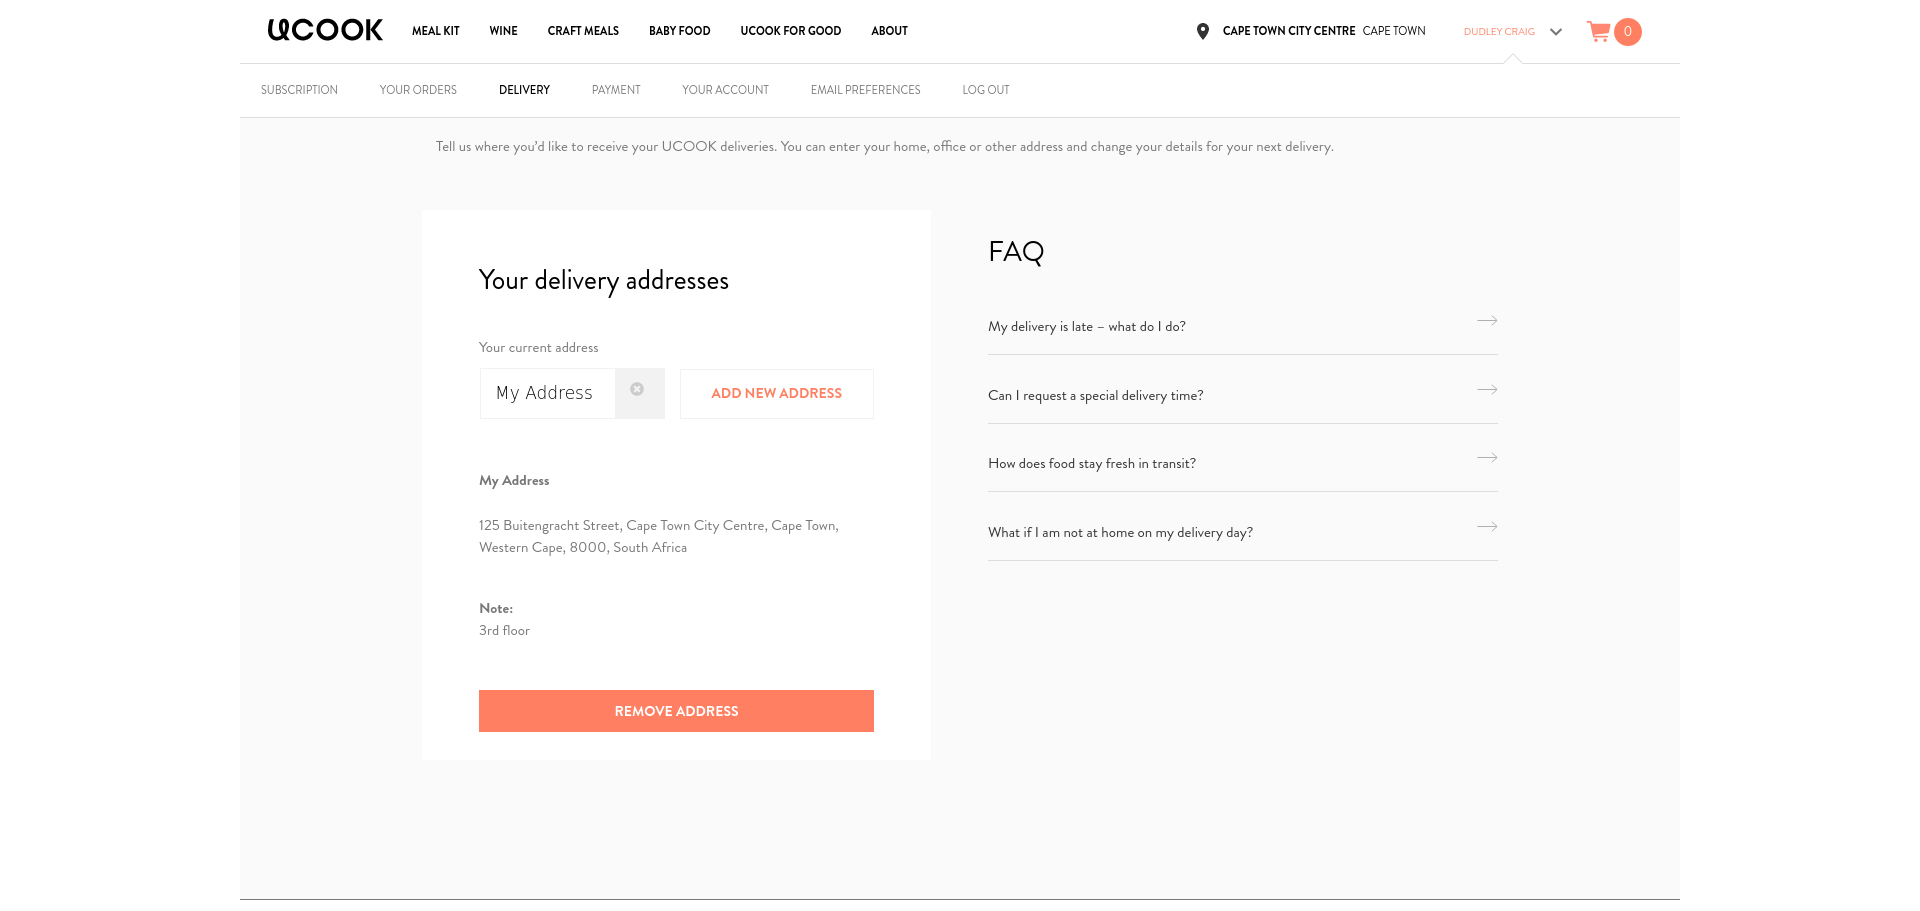 UCOOK MEAL KIT WINE CRAFT MEALS BABY FOOD UCOOK FOR GOOD ABOUT CAPE TOWN CITY CENTRE CAPE TOWN DUDLEY CRAIG 0
SUBSCRIPTION YOUR ORDERS DELIVERY PAYMENT YOUR ACCOUNT EMAIL PREFERENCES LOG OUT
Tell us where you'd like to receive your UCOOK deliveries. You can enter your home, office or other address and change your details for your next delivery.
Your delivery addresses
Your current address
My Address
ADD NEW ADDRESS
My Address
125 Buitengracht Street, Cape Town City Centre, Cape Town,
Western Cape, 8000, South Africa
Note:
3rd floor
REMOVE ADDRESS
FAQ
My delivery is late – what do I do?
Can I request a special delivery time?
How does food stay fresh in transit?
What if I am not at home on my delivery day?